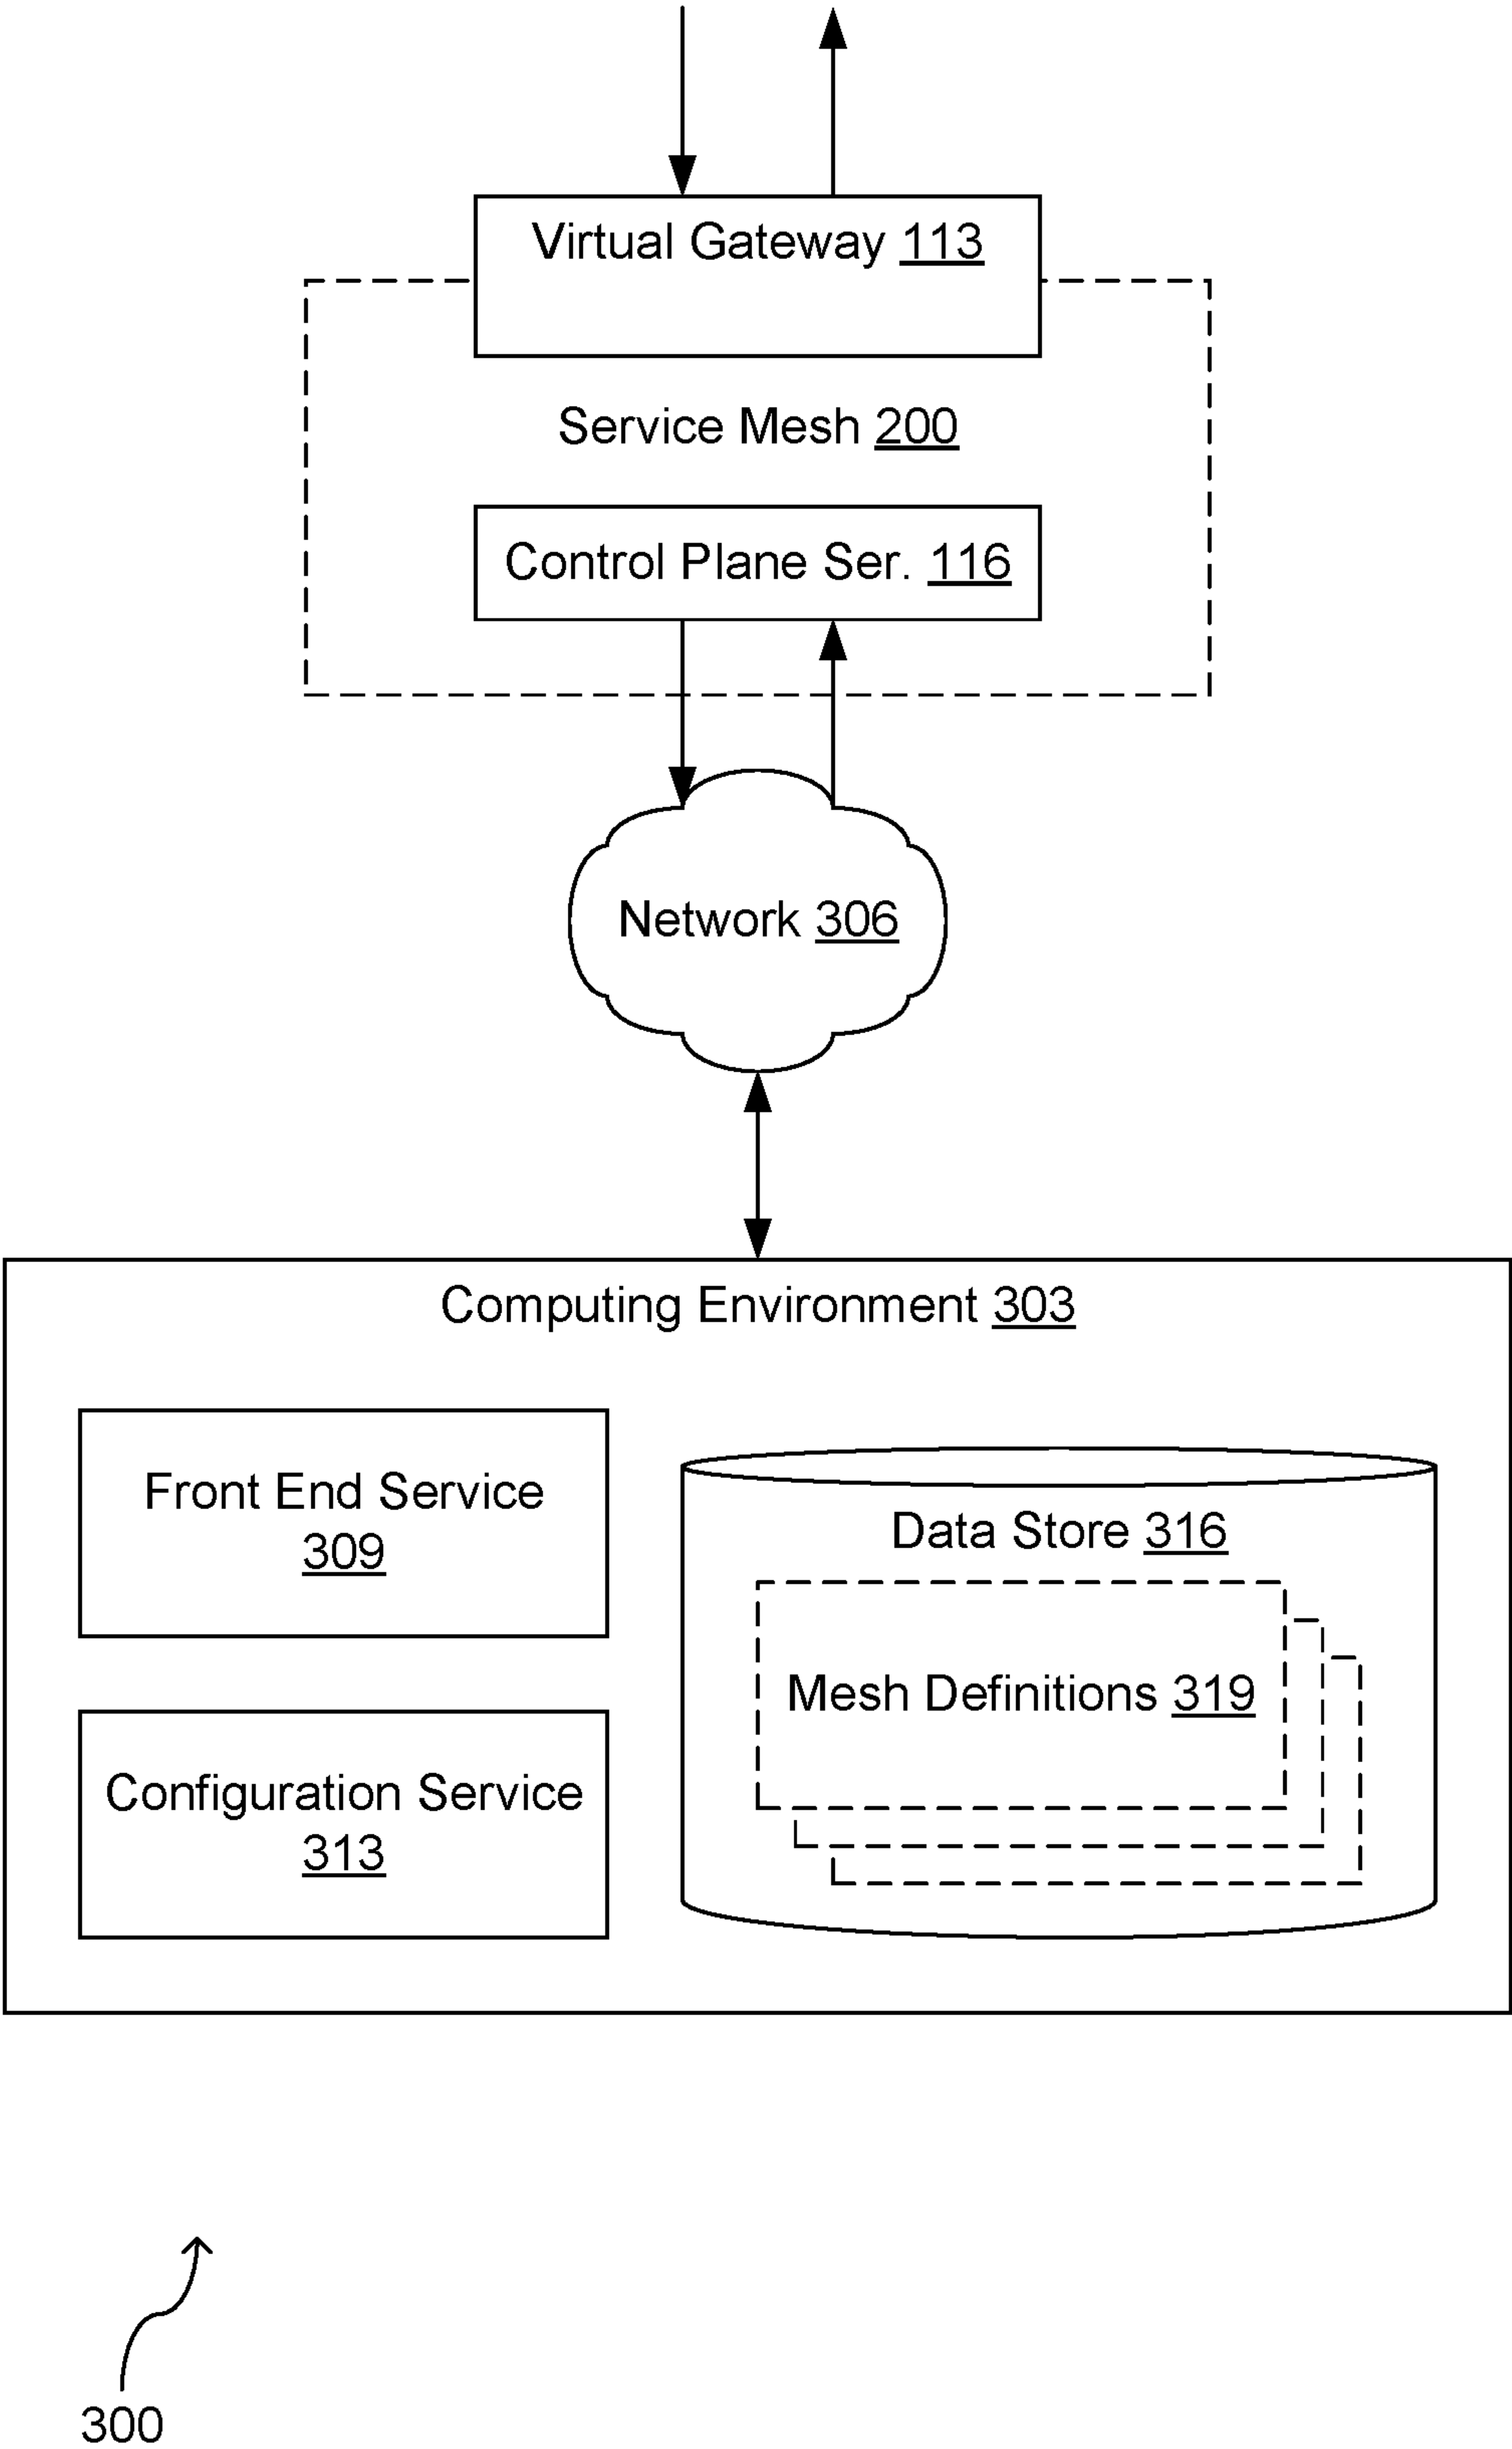 Virtual Gateway 113
Service Mesh 200
Control Plane Ser. 116
Network 306
Computing Environment 303
Front End Service
309
Data Store 316
Mesh Definitions 319
Configuration Service
313
300